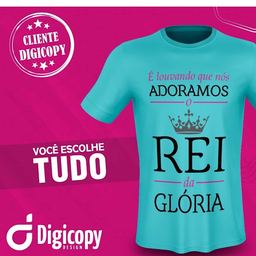 CLIENTE
DIGICOPY
VOCÊ ESCOLHE
TUDO
Digicopy
DESIGN
É louvando que nós
ADORAMOS
o
REI
da
GLÓRIA